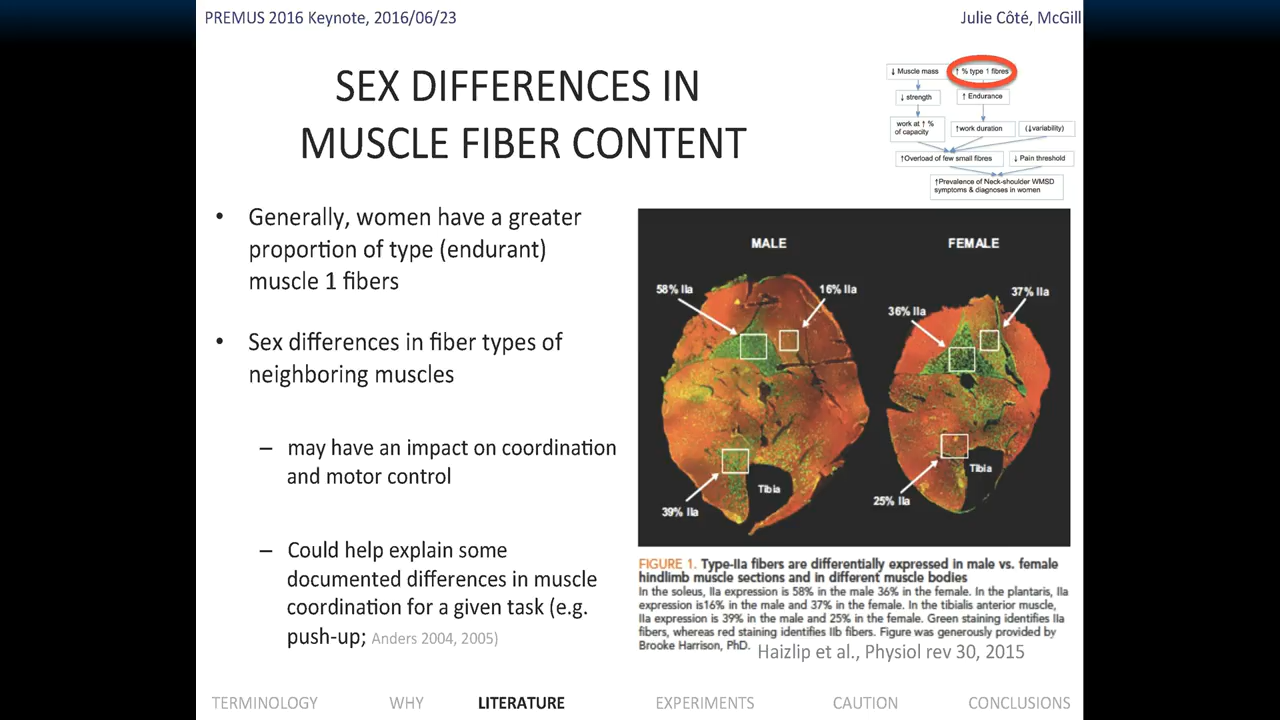 PREMUS 2016 Keynote, 2016/06/23
Julie Côté, McGill
SEX DIFFERENCES IN
MUSCLE FIBER CONTENT
↓ Muscle mass
↑ % type 1 fibres
↓ strength
↑ Endurance
work at ↑ %
of capacity
↑work duration
(↓variability)
↑Overload of few small fibres
↓ Pain threshold
↑Prevalence of Neck-shoulder WMSD
symptoms & diagnoses in women
• Generally, women have a greater
proportion of type (endurant)
muscle 1 fibers
• Sex differences in fiber types of
neighboring muscles
– may have an impact on coordination
and motor control
– Could help explain some
documented differences in muscle
coordination for a given task (e.g.
push-up; Anders 2004, 2005)
MALE
FEMALE
58% IIa
16% IIa
36% IIa
37% IIa
Tibia
39% IIa
Tibia
25% IIa
FIGURE 1. Type-IIa fibers are differentially expressed in male vs. female
hindlimb muscle sections and in different muscle bodies
In the soleus, IIa expression is 58% in the male 36% in the female. In the plantaris, IIa
expression is16% in the male and 37% in the female. In the tibialis anterior muscle,
IIa expression is 39% in the male and 25% in the female. Green staining identifies IIa
fibers, whereas red staining identifies IIb fibers. Figure was generously provided by
Brooke Harrison, PhD.
Haizlip et al., Physiol rev 30, 2015
TERMINOLOGY
WHY
LITERATURE
EXPERIMENTS
CAUTION
CONCLUSIONS